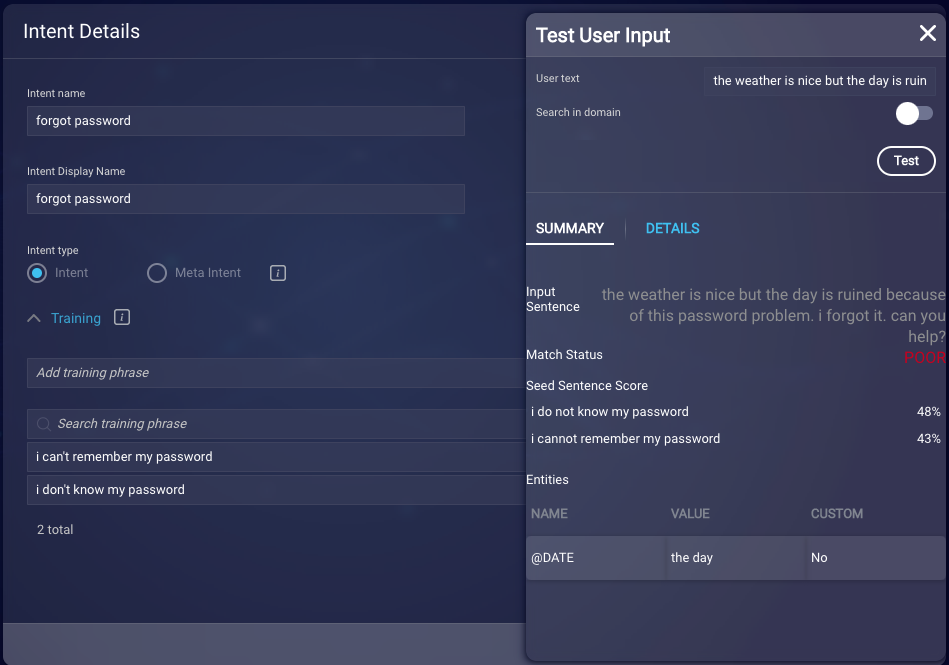 Intent Details
Intent name
forgot password
Intent Display Name
forgot password
Intent type
Intent
Meta Intent
i
Training
i
Add training phrase
Search training phrase
i can't remember my password
i don't know my password
2 total
Test User Input
User text
the weather is nice but the day is ruin
Search in domain
Test
SUMMARY
DETAILS
Input
Sentence
the weather is nice but the day is ruined because
of this password problem. i forgot it. can you
help?
Match Status
POOR
Seed Sentence Score
i do not know my password 48%
i cannot remember my password 43%
Entities
NAME VALUE CUSTOM
@DATE the day No